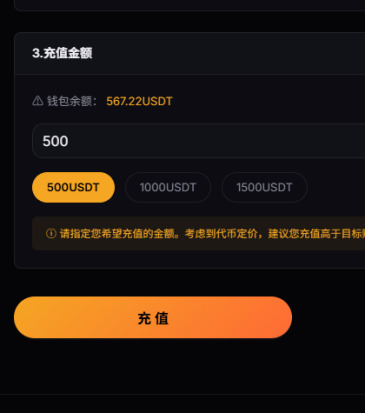 3.充值金额
⚠ 钱包余额： 567.22USDT
500
500USDT 1000USDT 1500USDT
ⓘ 请指定您希望充值的金额。考虑到代币定价，建议您充值高于目标
充 值